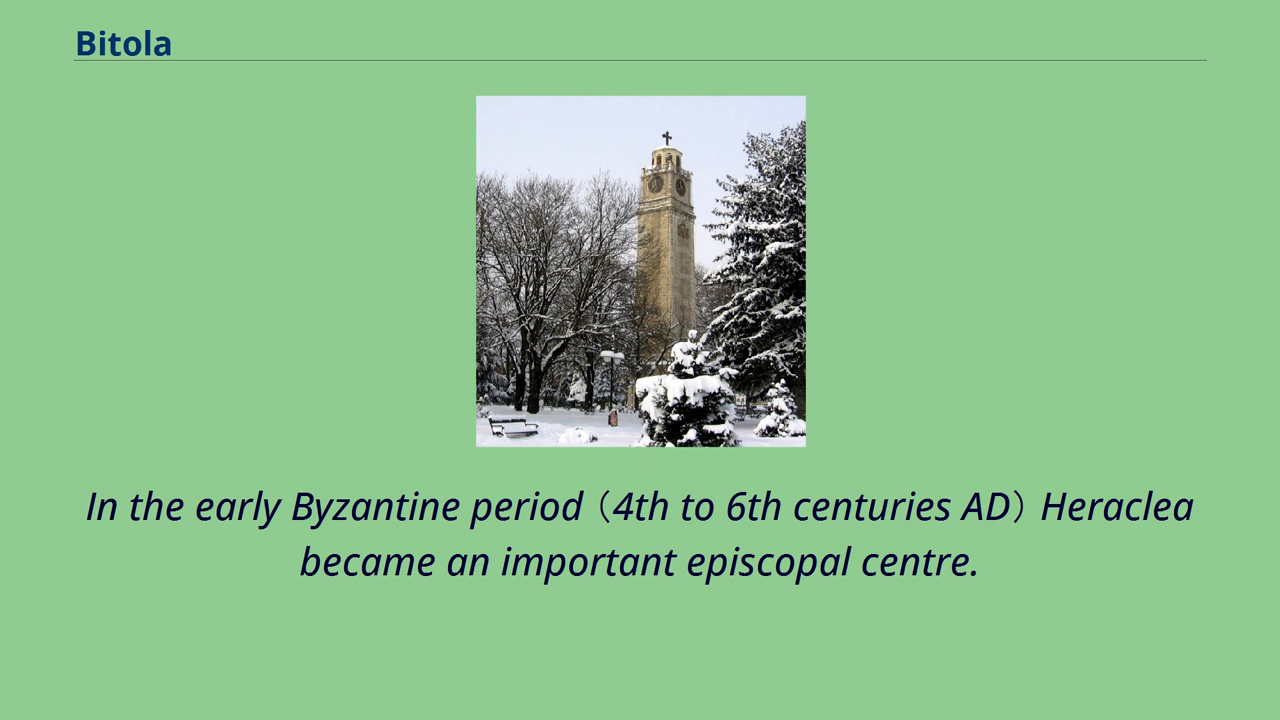 Bitola
In the early Byzantine period（4th to 6th centuries AD）Heraclea
became an important episcopal centre.